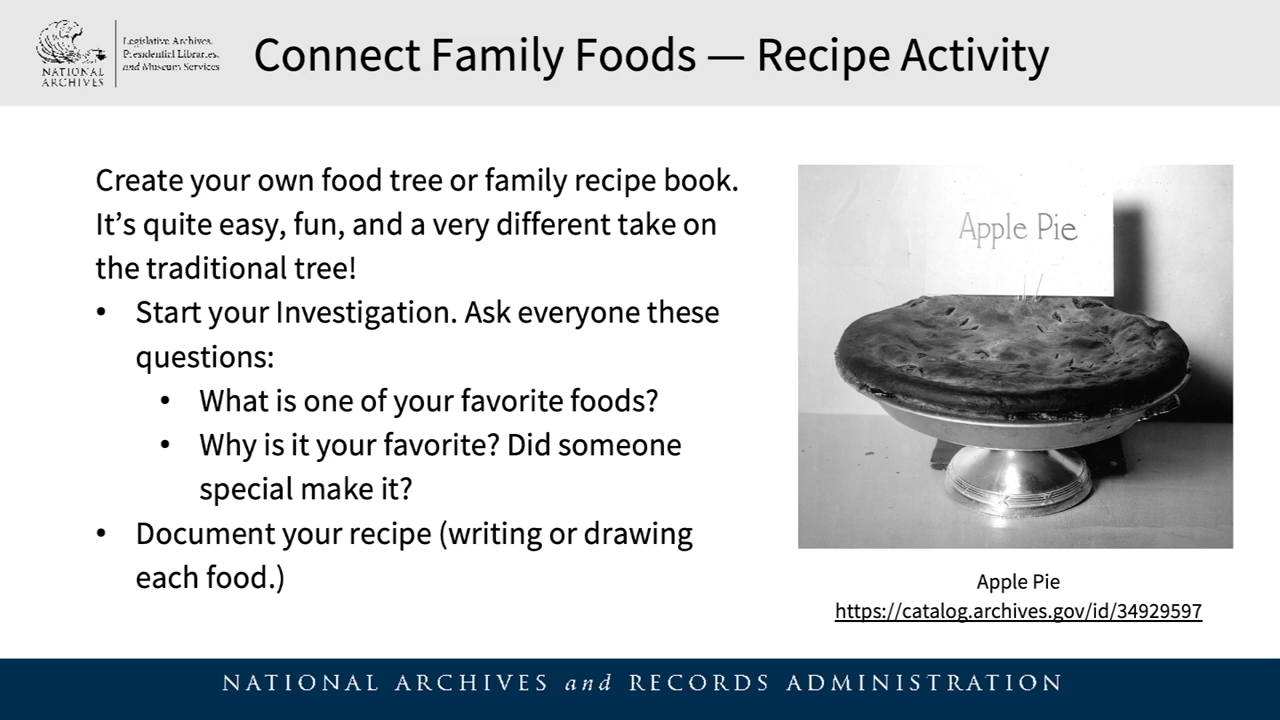 NATIONAL
ARCHIVES
Legislative Archives,
Presidential Libraries,
and Museum Services
Connect Family Foods — Recipe Activity
Create your own food tree or family recipe book.
It’s quite easy, fun, and a very different take on
the traditional tree!
• Start your Investigation. Ask everyone these
questions:
• What is one of your favorite foods?
• Why is it your favorite? Did someone
special make it?
• Document your recipe (writing or drawing
each food.)
Apple Pie
Apple Pie
https://catalog.archives.gov/id/34929597
NATIONAL ARCHIVES and RECORDS ADMINISTRATION